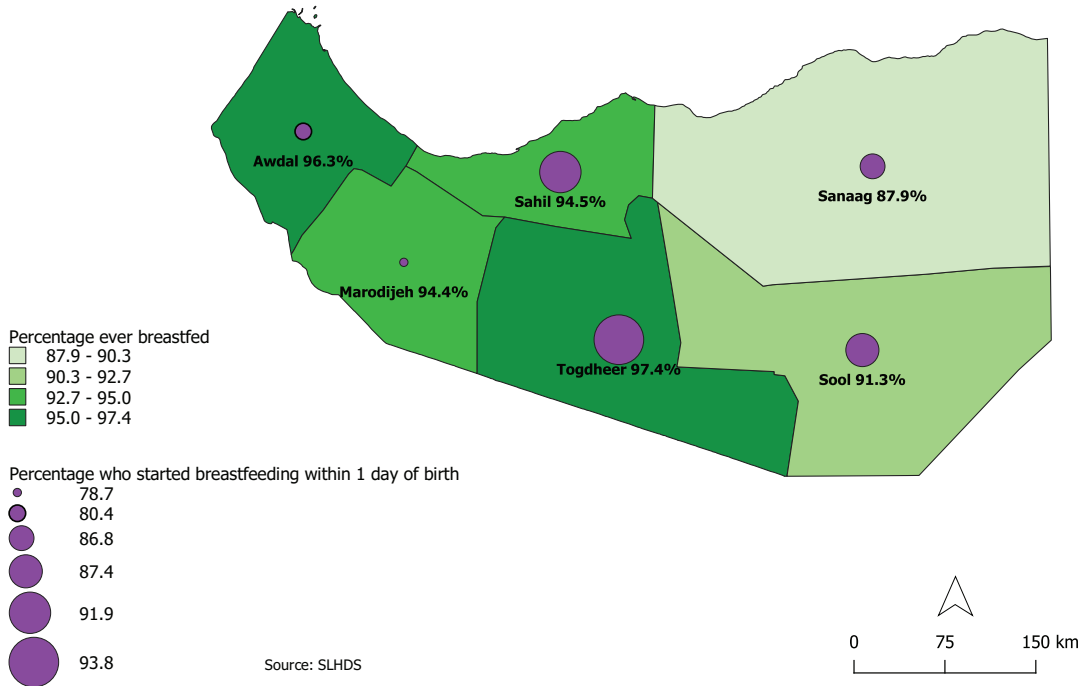 Awdal 96.3%
Sahil 94.5%
Sanaag 87.9%
Marodijeh 94.4%
Togdheer 97.4%
Sool 91.3%
Percentage ever breastfed
87.9 - 90.3
90.3 - 92.7
92.7 - 95.0
95.0 - 97.4
Percentage who started breastfeeding within 1 day of birth
78.7
80.4
86.8
87.4
91.9
93.8
Source: SLHDS
0 75 150 km